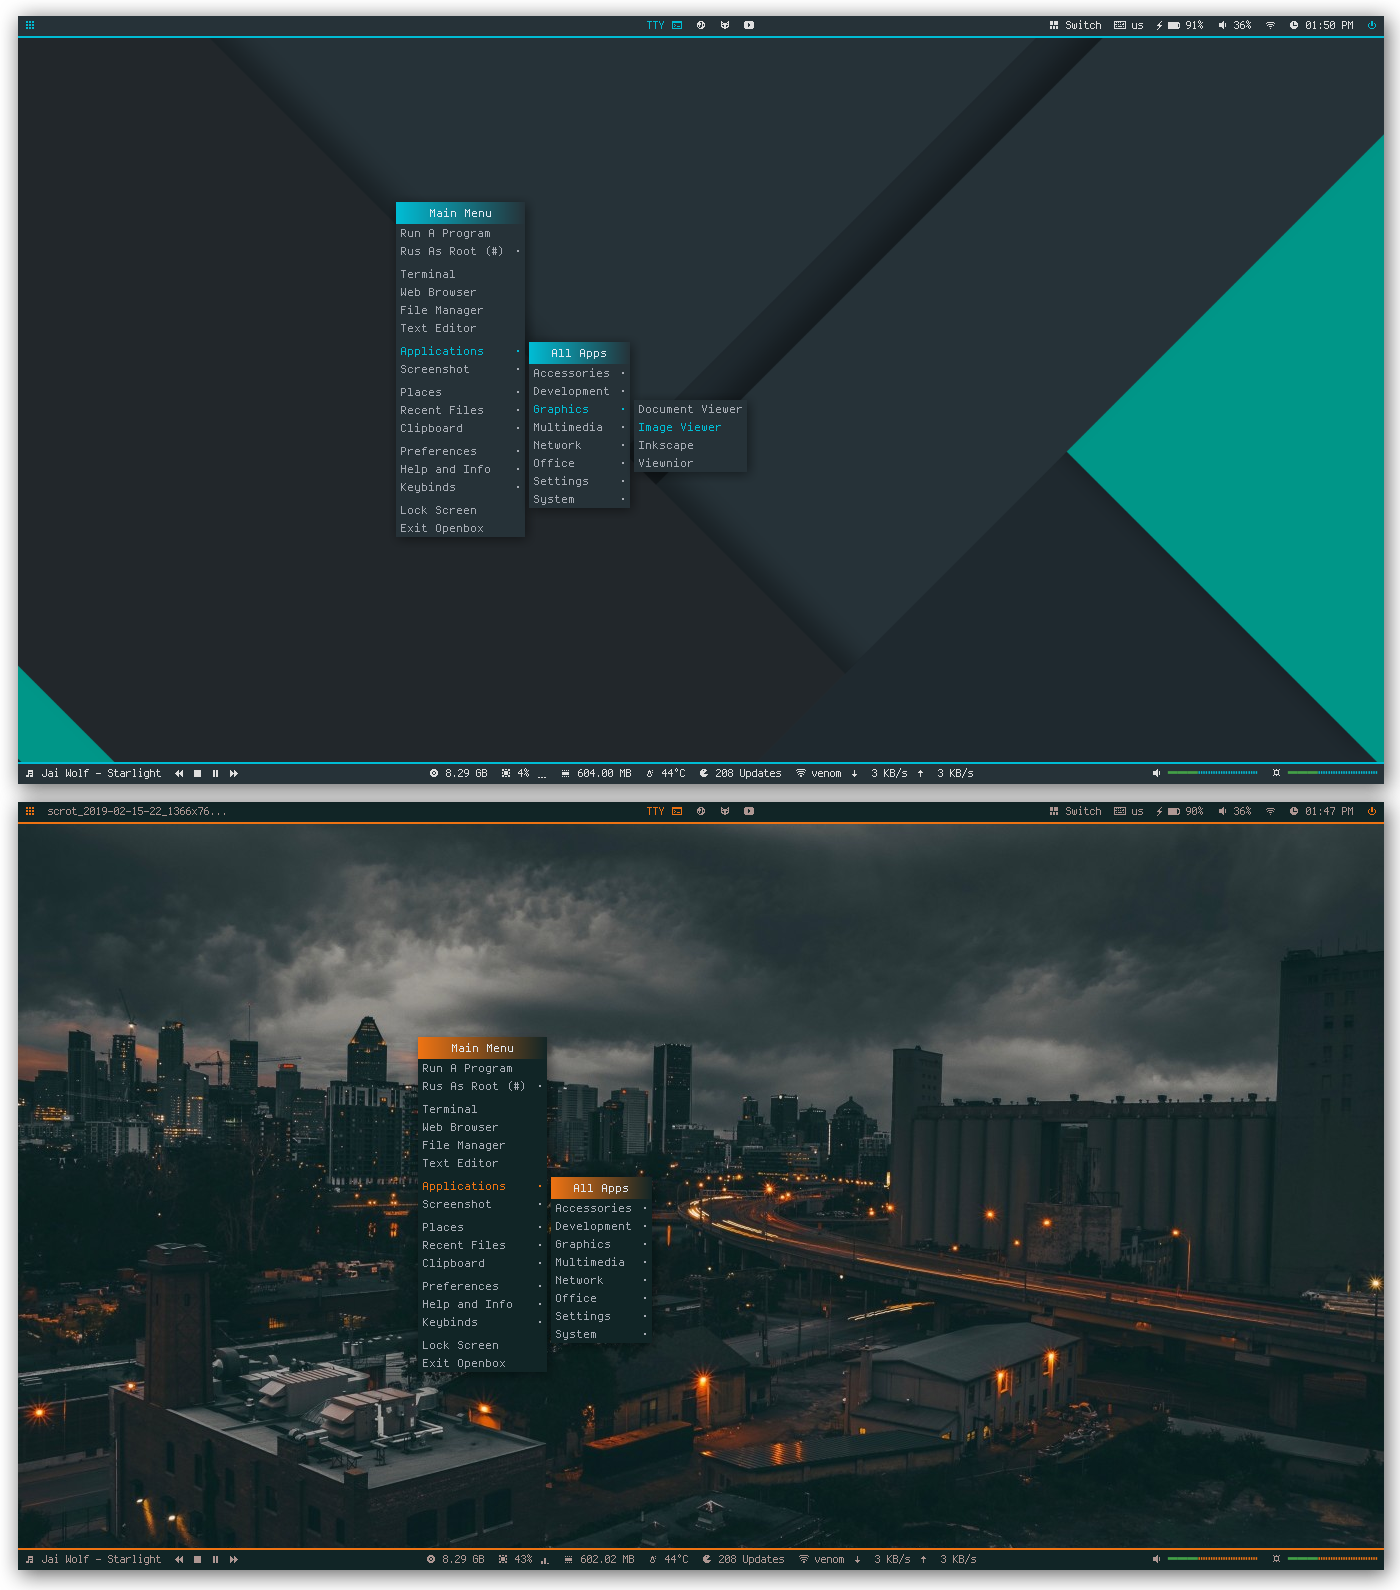 TTY
Switch us 91% 36% 01:50 PM
Main Menu
Run A Program
Rus As Root (#)
Terminal
Web Browser
File Manager
Text Editor
Applications
Screenshot
Places
Recent Files
Clipboard
Preferences
Help and Info
Keybinds
Lock Screen
Exit Openbox
All Apps
Accessories
Development
Graphics
Multimedia
Network
Office
Settings
System
Document Viewer
Image Viewer
Inkscape
Viewnior
Jai Wolf - Starlight
8.29 GB 4% 604.00 MB 44°C 208 Updates venom ↓ 3 KB/s ↑ 3 KB/s
scrot_2019-02-15-22_1366x76...
TTY
Switch us 90% 36% 01:47 PM
Main Menu
Run A Program
Rus As Root (#)
Terminal
Web Browser
File Manager
Text Editor
Applications
Screenshot
Places
Recent Files
Clipboard
Preferences
Help and Info
Keybinds
Lock Screen
Exit Openbox
All Apps
Accessories
Development
Graphics
Multimedia
Network
Office
Settings
System
Jai Wolf - Starlight
8.29 GB 43% 602.02 MB 44°C 208 Updates venom ↓ 3 KB/s ↑ 3 KB/s